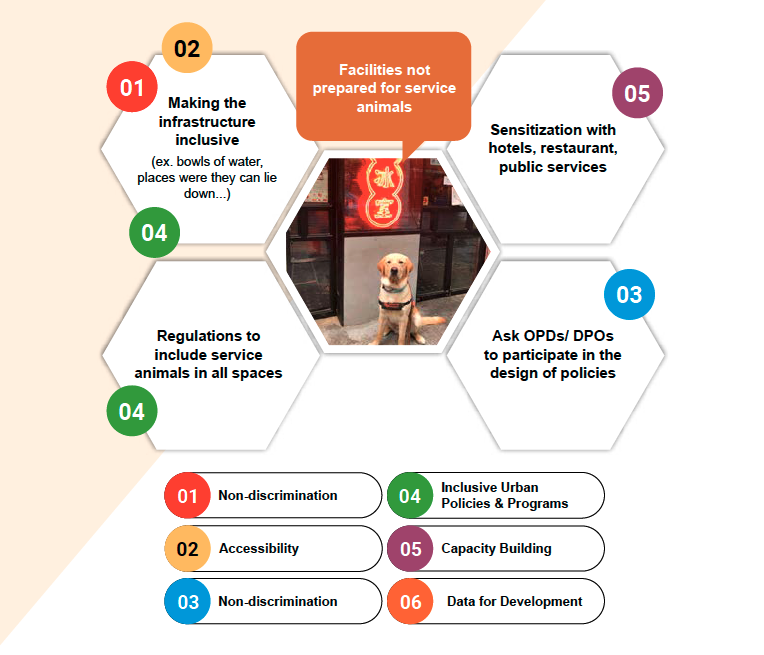 02
01
Making the
infrastructure
inclusive
(ex. bowls of water,
places were they can lie
down...)
04
Facilities not
prepared for service
animals
05
Sensitization with
hotels, restaurant,
public services
冰
室
Regulations to
include service
animals in all spaces
04
03
Ask OPDs/ DPOs
to participate in the
design of policies
01 Non-discrimination
04 Inclusive Urban
Policies & Programs
02 Accessibility
05 Capacity Building
03 Non-discrimination
06 Data for Development